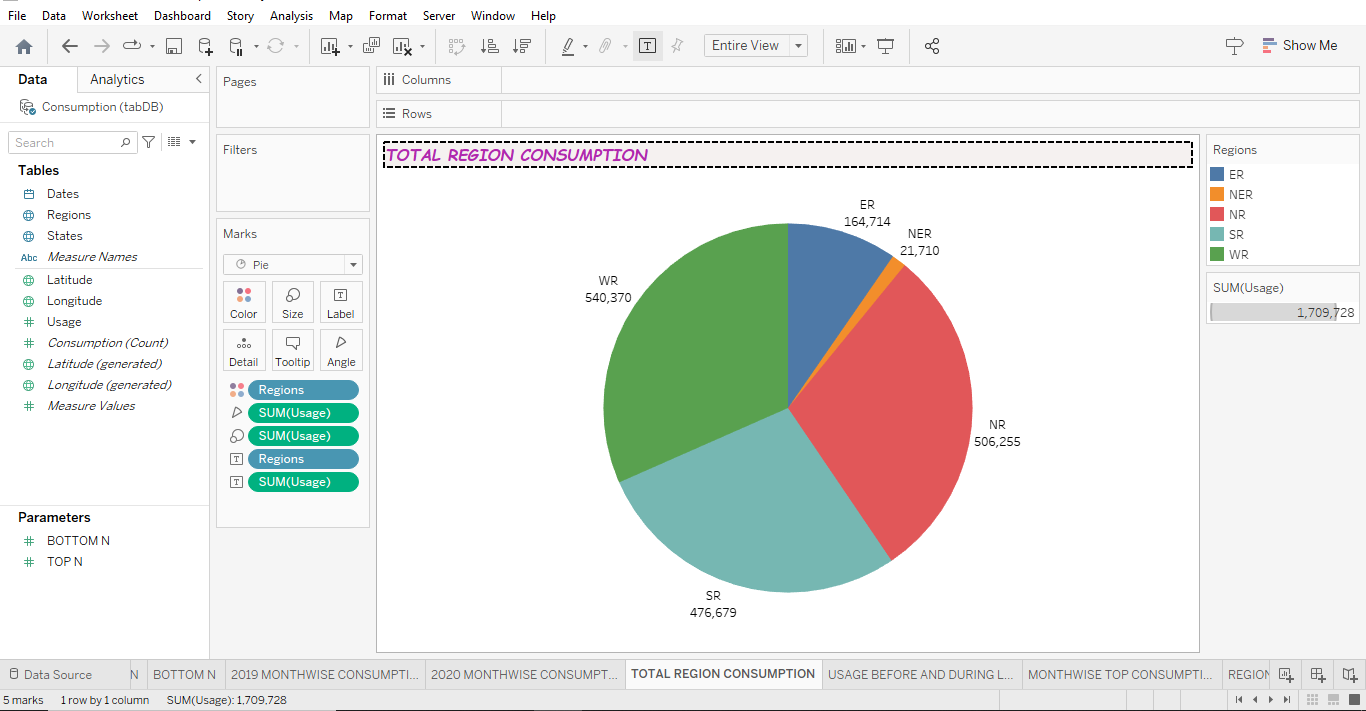 File Data Worksheet Dashboard Story Analysis Map Format Server Window Help
Entire View
Show Me
Data Analytics
Consumption (tabDB)
Search
Tables
Dates
Regions
States
Abc Measure Names
Latitude
Longitude
Usage
Consumption (Count)
Latitude (generated)
Longitude (generated)
Measure Values
Parameters
BOTTOM N
TOP N
Pages
Filters
Marks
Pie
Color Size Label
Detail Tooltip Angle
Regions
SUM(Usage)
SUM(Usage)
Regions
SUM(Usage)
Columns
Rows
TOTAL REGION CONSUMPTION
ER
164,714
NER
21,710
WR
540,370
NR
506,255
SR
476,679
Regions
ER
NER
NR
SR
WR
SUM(Usage)
1,709,728
Data Source N BOTTOM N 2019 MONTHWISE CONSUMPTI... 2020 MONTHWISE CONSUMPT... TOTAL REGION CONSUMPTION USAGE BEFORE AND DURING L... MONTHWISE TOP CONSUMPTI... REGION
5 marks 1 row by 1 column SUM(Usage): 1,709,728